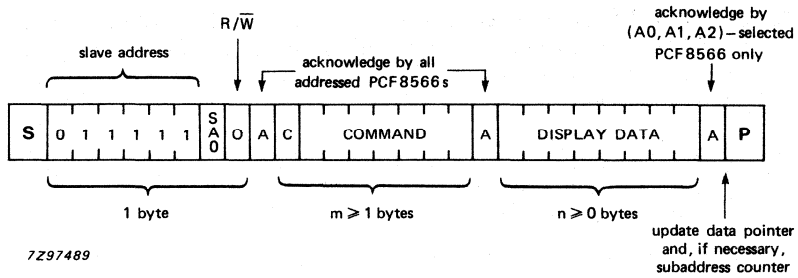 acknowledge by
(A0, A1, A2)–selected
PCF8566 only
R/W̅
slave address
acknowledge by all
addressed PCF8566s
S 0 1 1 1 1 1 SA0 0 A C COMMAND A DISPLAY DATA A P
1 byte
m ⩾ 1 bytes
n ⩾ 0 bytes
update data pointer
and, if necessary,
subaddress counter
7Z97489